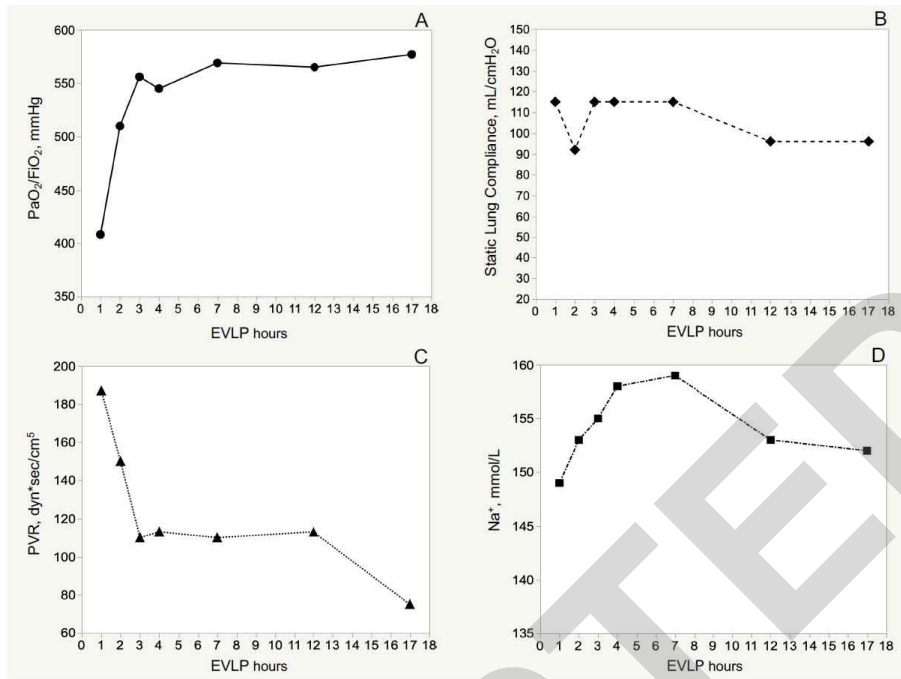 A
600
550
500
450
400
350
PaO₂/FiO₂, mmHg
0 1 2 3 4 5 6 7 8 9 10 11 12 13 14 15 16 17 18
EVLP hours
B
150
140
130
120
110
100
90
80
70
60
50
40
30
20
Static Lung Compliance, mL/cmH₂O
0 1 2 3 4 5 6 7 8 9 10 11 12 13 14 15 16 17 18
EVLP hours
C
200
180
160
140
120
100
80
60
PVR, dyn*sec/cm⁵
0 1 2 3 4 5 6 7 8 9 10 11 12 13 14 15 16 17 18
EVLP hours
D
160
155
150
145
140
135
Na⁺, mmol/L
0 1 2 3 4 5 6 7 8 9 10 11 12 13 14 15 16 17 18
EVLP hours